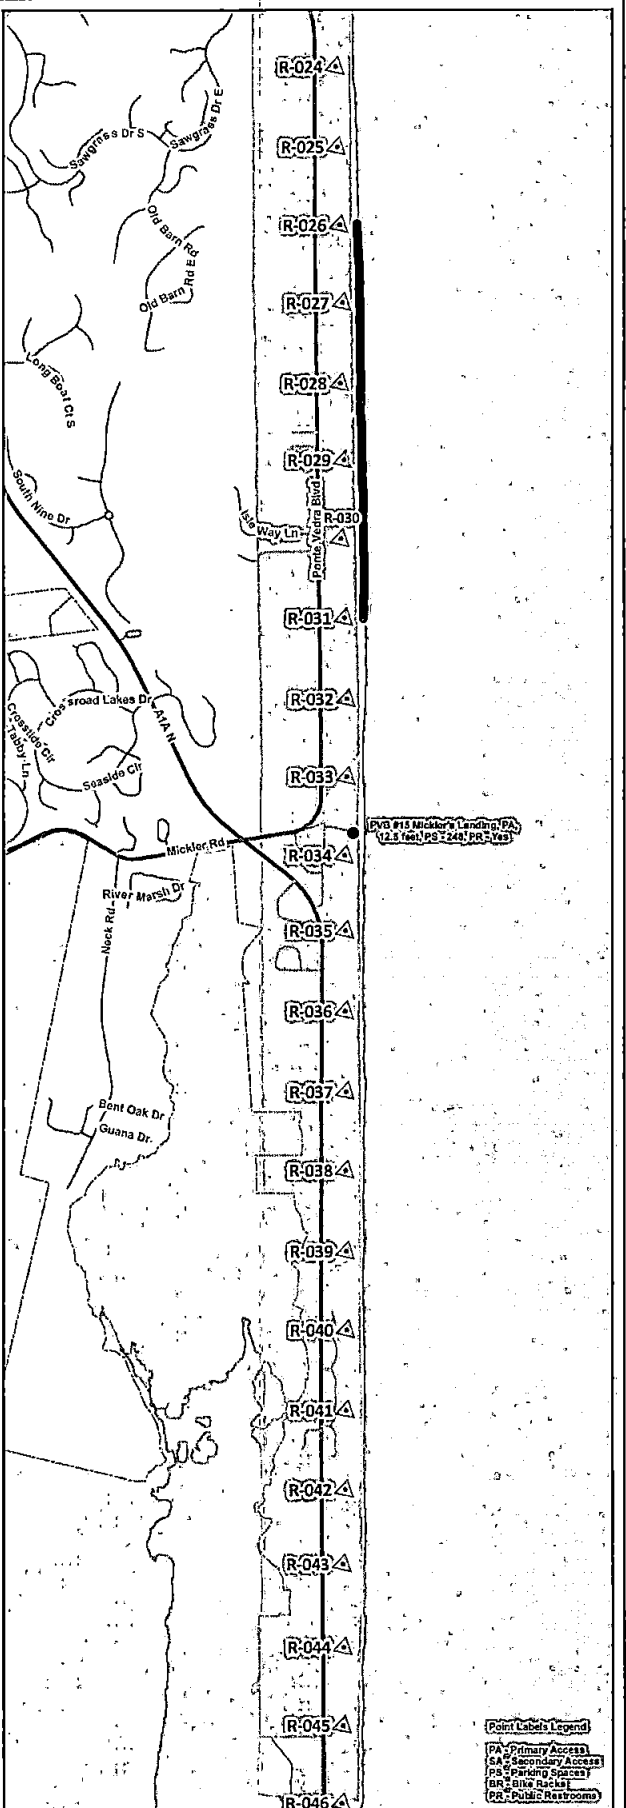 R-024
Sawgrass Dr E
Sawgrass Dr S
R-025
Old Barn Rd
R-026
Old Barn Rd Ed
R-027
Long Boat Ct S
R-028
R-029
South Nine Dr
Ponte Vedra Blvd
R-030
Isle Way Ln
R-031
Crossroad Lakes Dr
R-032
A1A N
Crosstide Cir
Tabby Ln
Seaside Cir
R-033
PVB #15 Mickler's Landing, PA,
12.5 feet, PS - 248, PR - Yes
Mickler Rd
R-034
River Marsh Dr
Neck Rd
R-035
R-036
R-037
Bent Oak Dr
Guana Dr
R-038
R-039
R-040
R-041
R-042
R-043
R-044
R-045
R-046
Point Labels Legend
PA - Primary Access
SA - Secondary Access
PS - Parking Spaces
BR - Bike Racks
PR - Public Restrooms